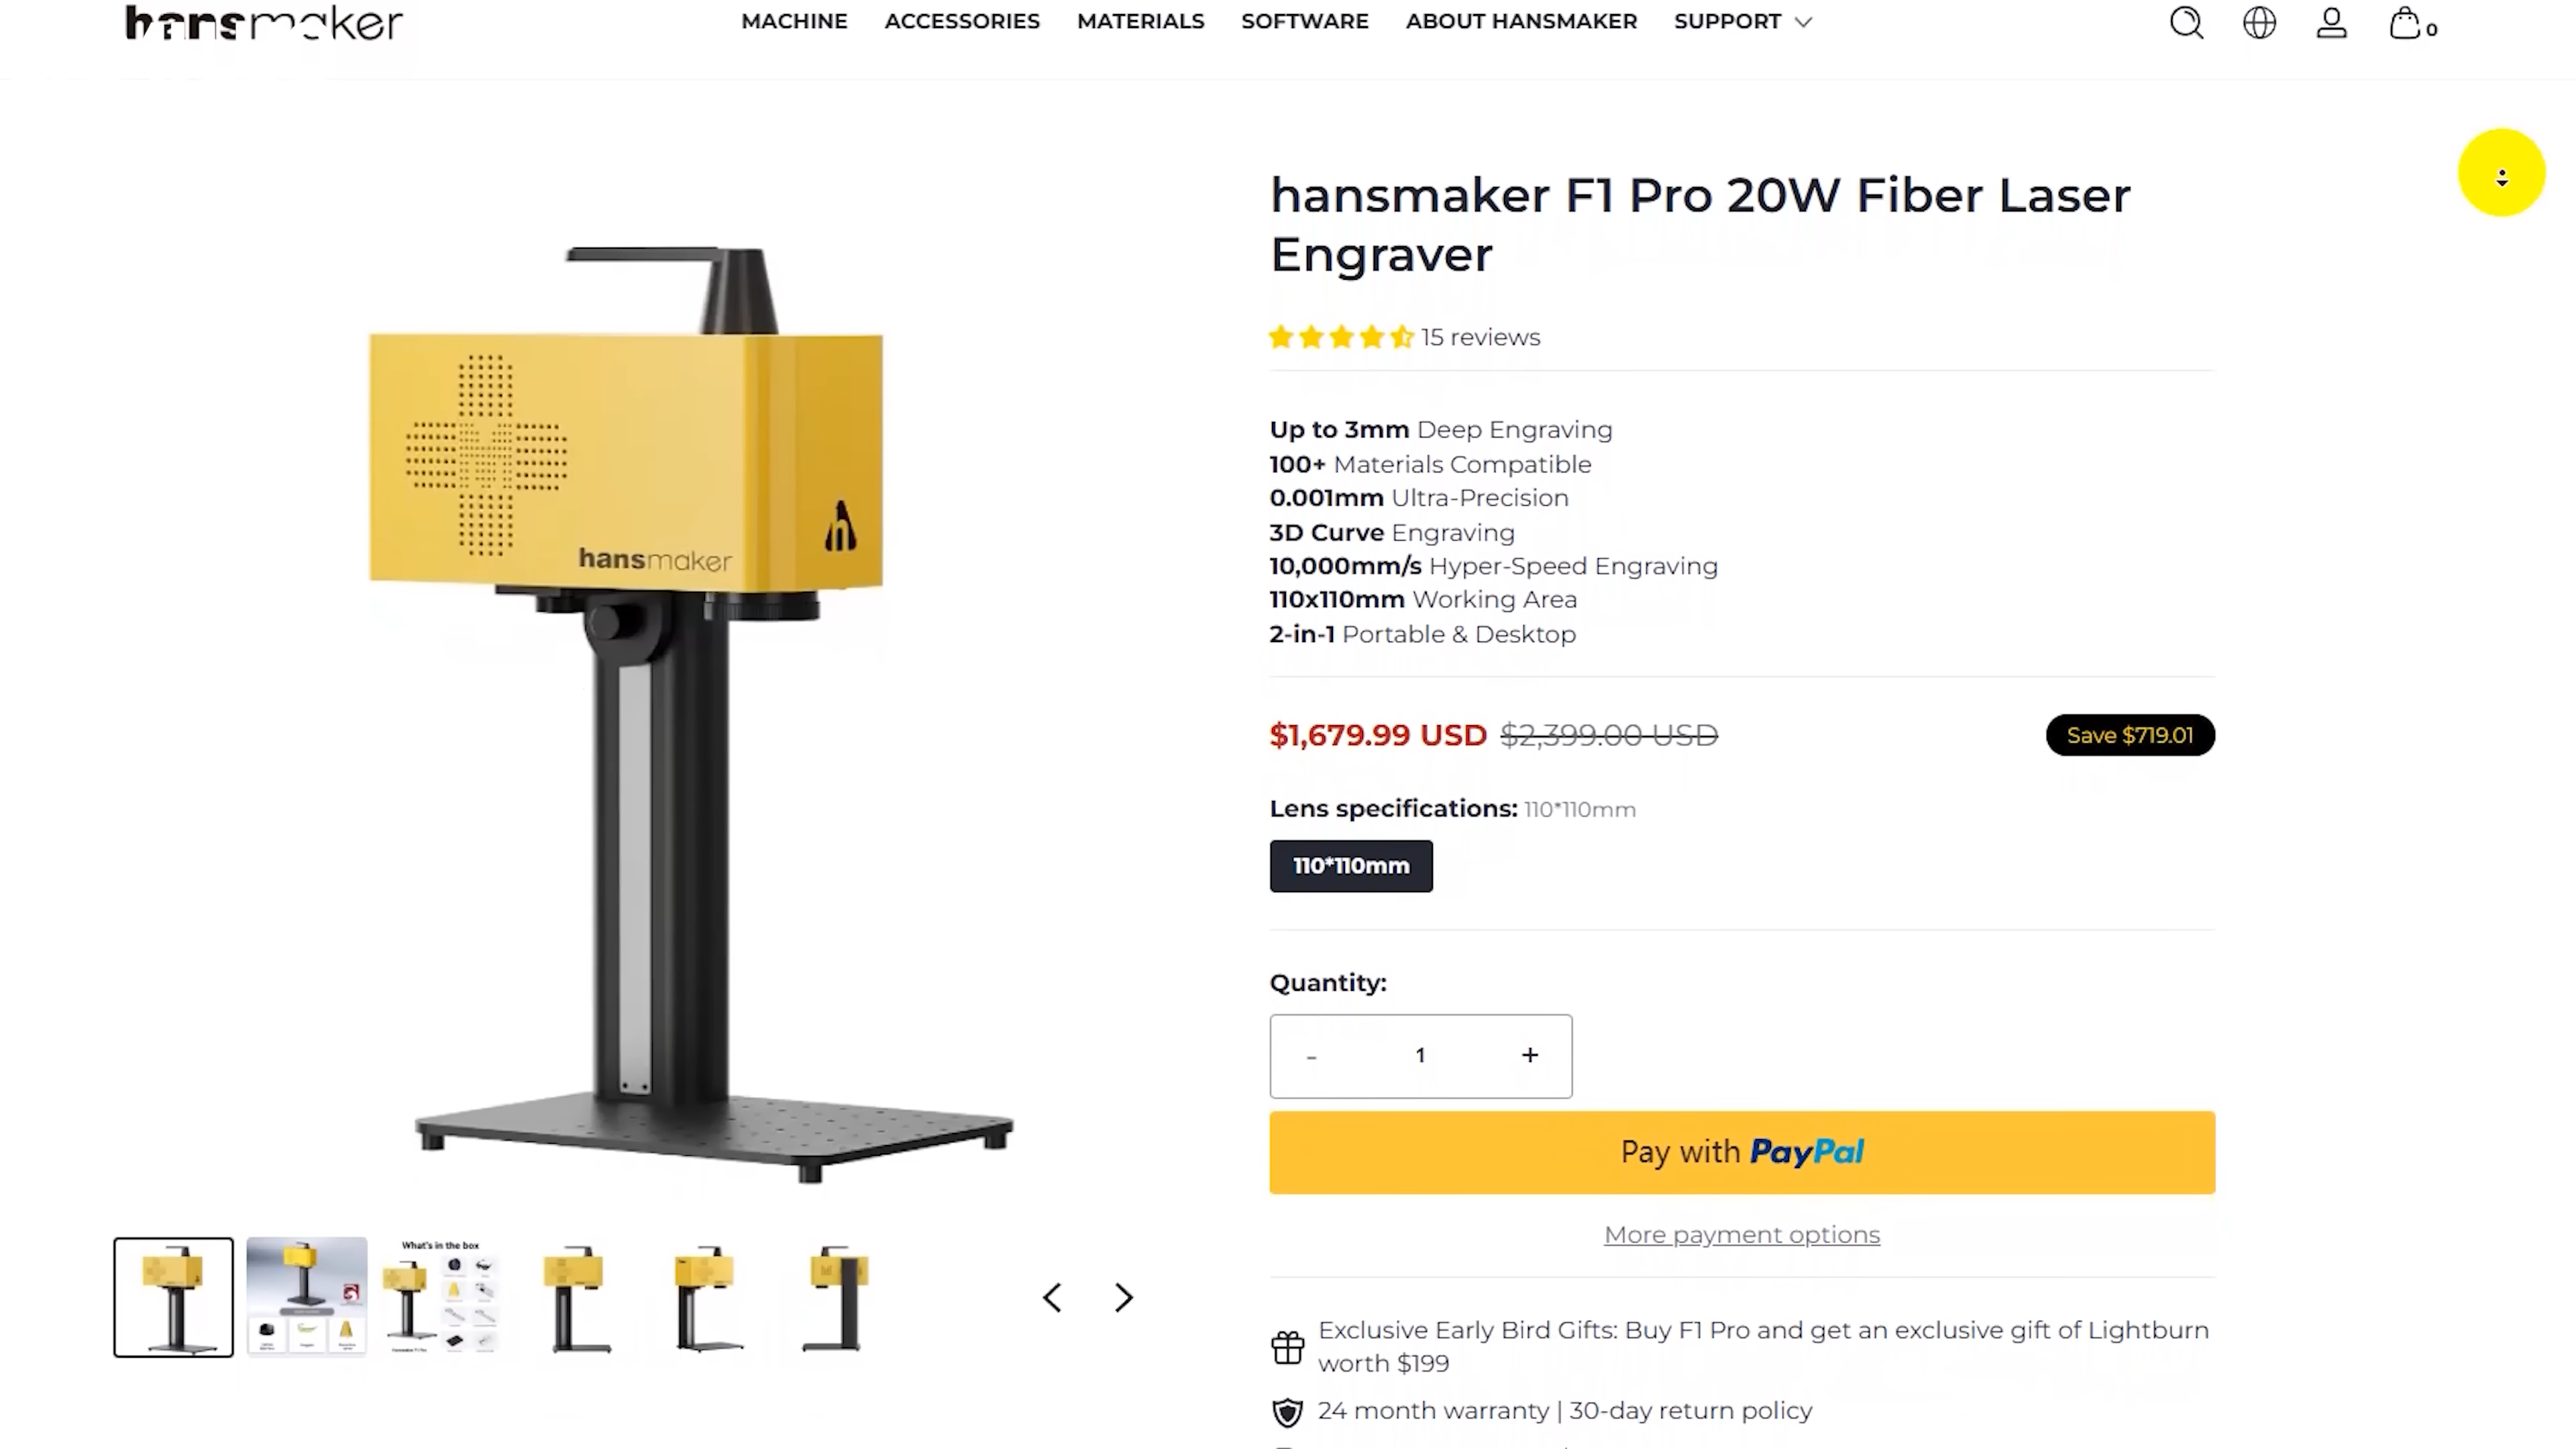 hansmaker
MACHINE ACCESSORIES MATERIALS SOFTWARE ABOUT HANSMAKER SUPPORT
0
hansmaker F1 Pro 20W Fiber Laser
Engraver
15 reviews
Up to 3mm Deep Engraving
100+ Materials Compatible
0.001mm Ultra-Precision
3D Curve Engraving
10,000mm/s Hyper-Speed Engraving
110x110mm Working Area
2-in-1 Portable & Desktop
h
hansmaker
$1,679.99 USD $2,399.00 USD Save $719.01
Lens specifications: 110*110mm
110*110mm
Quantity:
- 1 +
Pay with PayPal
More payment options
What's in the box
Exclusive Early Bird Gifts: Buy F1 Pro and get an exclusive gift of Lightburn
worth $199
24 month warranty | 30-day return policy